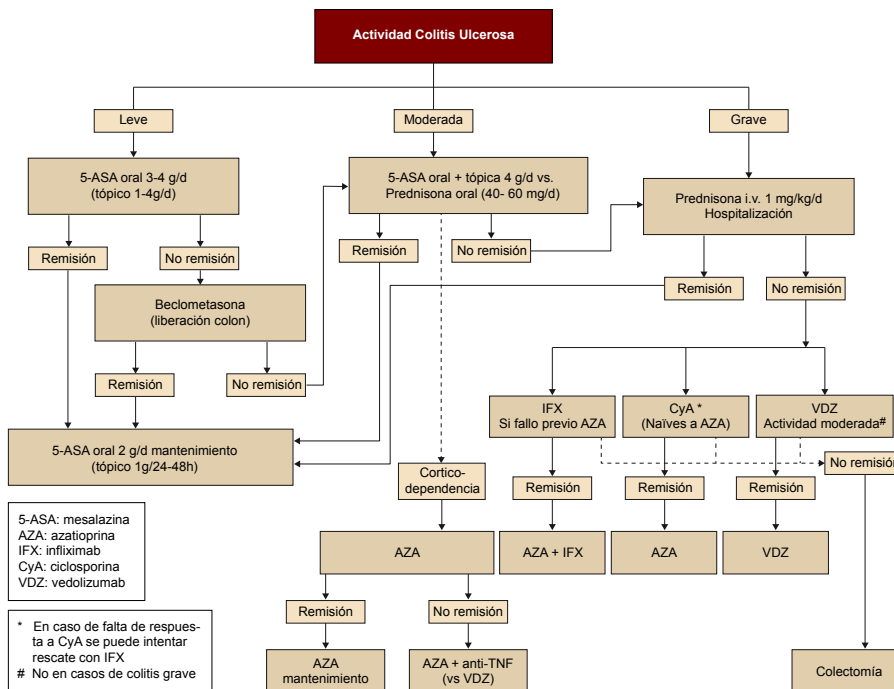 Actividad Colitis Ulcerosa
Leve
Moderada
Grave
5-ASA oral 3-4 g/d
(tópico 1-4g/d)
5-ASA oral + tópica 4 g/d vs.
Prednisona oral (40- 60 mg/d)
Prednisona i.v. 1 mg/kg/d
Hospitalización
Remisión
No remisión
Remisión
No remisión
Remisión
No remisión
Beclometasona
(liberación colon)
Remisión
No remisión
IFX
Si fallo previo AZA
CyA *
(Naïves a AZA)
VDZ
Actividad moderada#
5-ASA oral 2 g/d mantenimiento
(tópico 1g/24-48h)
Cortico-
dependencia
No remisión
Remisión
Remisión
Remisión
AZA
AZA + IFX
AZA
VDZ
Remisión
No remisión
AZA
mantenimiento
AZA + anti-TNF
(vs VDZ)
Colectomía
5-ASA: mesalazina
AZA: azatioprina
IFX: infliximab
CyA: ciclosporina
VDZ: vedolizumab
* En caso de falta de respues-
ta a CyA se puede intentar
rescate con IFX
# No en casos de colitis grave